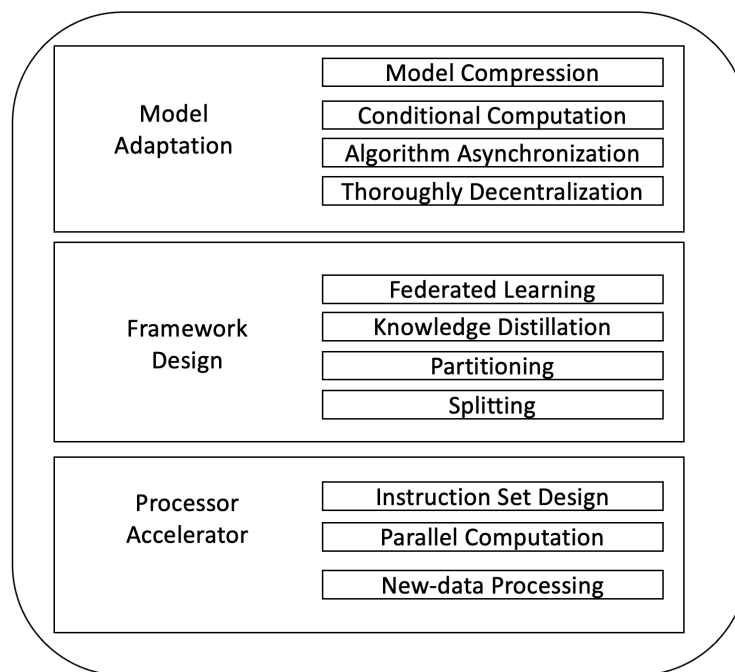 Model
Adaptation
Model Compression
Conditional Computation
Algorithm Asynchronization
Thoroughly Decentralization
Framework
Design
Federated Learning
Knowledge Distillation
Partitioning
Splitting
Processor
Accelerator
Instruction Set Design
Parallel Computation
New-data Processing